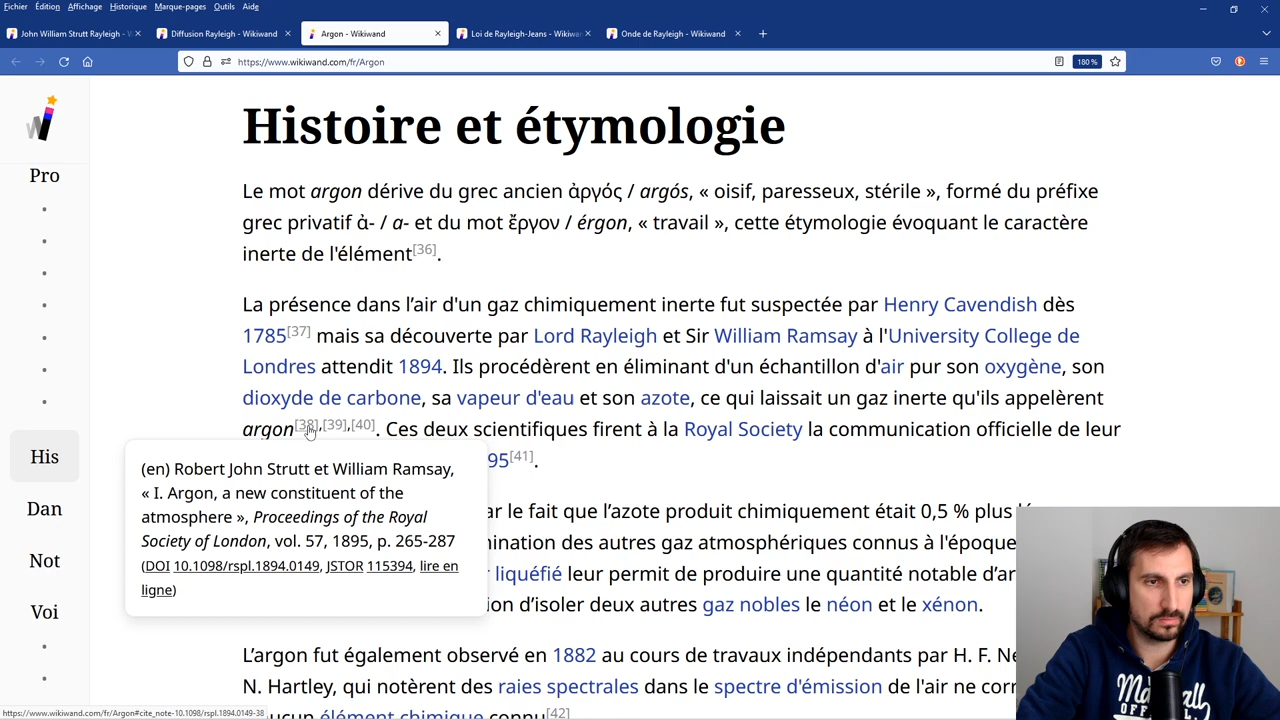 Fichier Édition Affichage Historique Marque-pages Outils Aide
John William Strutt Rayleigh -
Diffusion Rayleigh - Wikiwand
Argon - Wikiwand
Loi de Rayleigh-Jeans - Wikiwan
Onde de Rayleigh - Wikiwand
https://www.wikiwand.com/fr/Argon
180 %
Histoire et étymologie
Pro
Le mot argon dérive du grec ancien ἀργός / argós, « oisif, paresseux, stérile », formé du préfixe
grec privatif ἀ- / a- et du mot ἔργον / érgon, « travail », cette étymologie évoquant le caractère
inerte de l'élément[36].
La présence dans l’air d'un gaz chimiquement inerte fut suspectée par Henry Cavendish dès
1785[37] mais sa découverte par Lord Rayleigh et Sir William Ramsay à l'University College de
Londres attendit 1894. Ils procédèrent en éliminant d'un échantillon d'air pur son oxygène, son
dioxyde de carbone, sa vapeur d'eau et son azote, ce qui laissait un gaz inerte qu'ils appelèrent
argon[38],[39],[40]. Ces deux scientifiques firent à la Royal Society la communication officielle de leur
His
95[41].
(en) Robert John Strutt et William Ramsay,
« I. Argon, a new constituent of the
atmosphere », Proceedings of the Royal
Society of London, vol. 57, 1895, p. 265-287
(DOI 10.1098/rspl.1894.0149, JSTOR 115394, lire en
ligne)
Dan
ar le fait que l’azote produit chimiquement était 0,5 % plus
Not
mination des autres gaz atmosphériques connus à l'époque
liquéfié leur permit de produire une quantité notable d’ar
Voi
ion d’isoler deux autres gaz nobles le néon et le xénon.
L’argon fut également observé en 1882 au cours de travaux indépendants par H. F. Ne
N. Hartley, qui notèrent des raies spectrales dans le spectre d'émission de l'air ne corr
aucun élément chimique connu[42]
https://www.wikiwand.com/fr/Argon#cite_note-10.1098/rspl.1894.0149-38